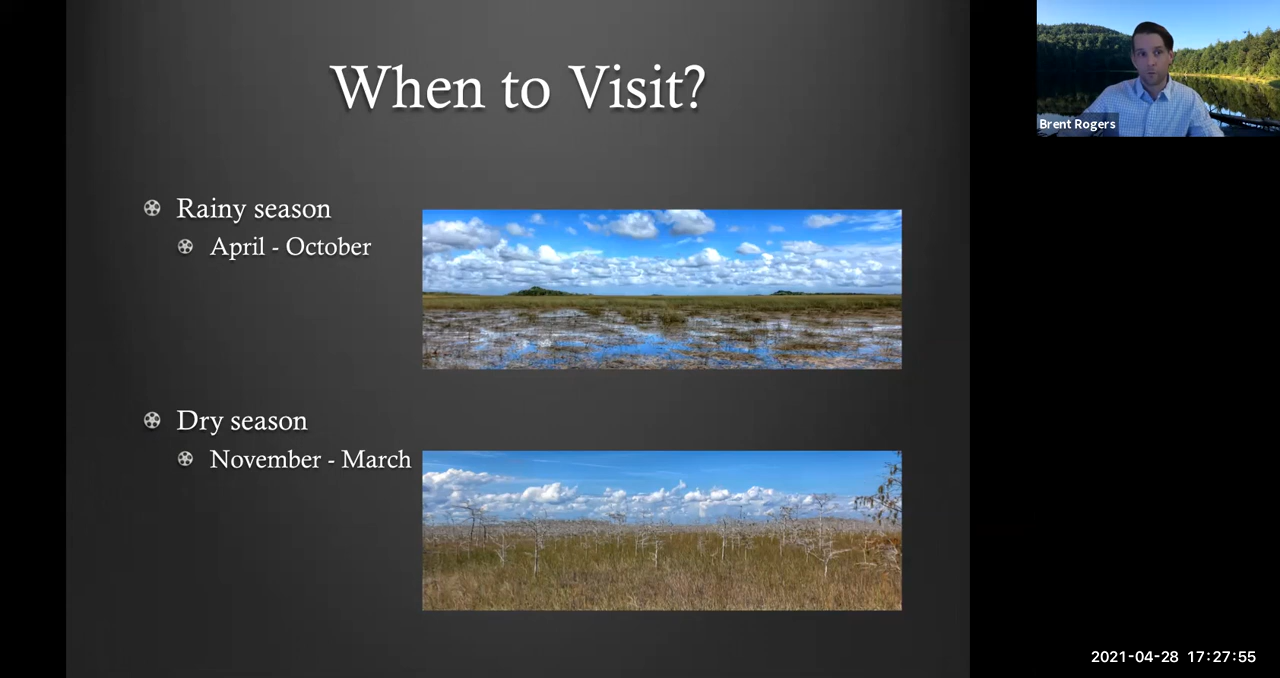 When to Visit?
Rainy season
April - October
Dry season
November - March
Brent Rogers
2021-04-28 17:27:55